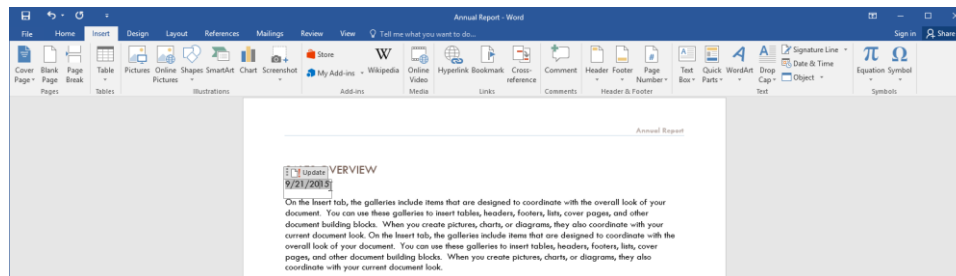 Annual Report - Word
File Home Insert Design Layout References Mailings Review View Tell me what you want to do... Sign in Share
Store
My Add-ins
Signature Line
Date & Time
Object
Cover Page Blank Page Page Break Table Pictures Online Pictures Shapes SmartArt Chart Screenshot Wikipedia Online Video Hyperlink Bookmark Cross-reference Comment Header Footer Page Number Text Box Quick Parts WordArt Drop Cap Equation Symbol
Pages Tables Illustrations Add-ins Media Links Comments Header & Footer Text Symbols
Annual Report
VERVIEW
Update
9/21/2015
On the Insert tab, the galleries include items that are designed to coordinate with the overall look of your
document. You can use these galleries to insert tables, headers, footers, lists, cover pages, and other
document building blocks. When you create pictures, charts, or diagrams, they also coordinate with your
current document look. On the Insert tab, the galleries include items that are designed to coordinate with the
overall look of your document. You can use these galleries to insert tables, headers, footers, lists, cover
pages, and other document building blocks. When you create pictures, charts, or diagrams, they also
coordinate with your current document look.